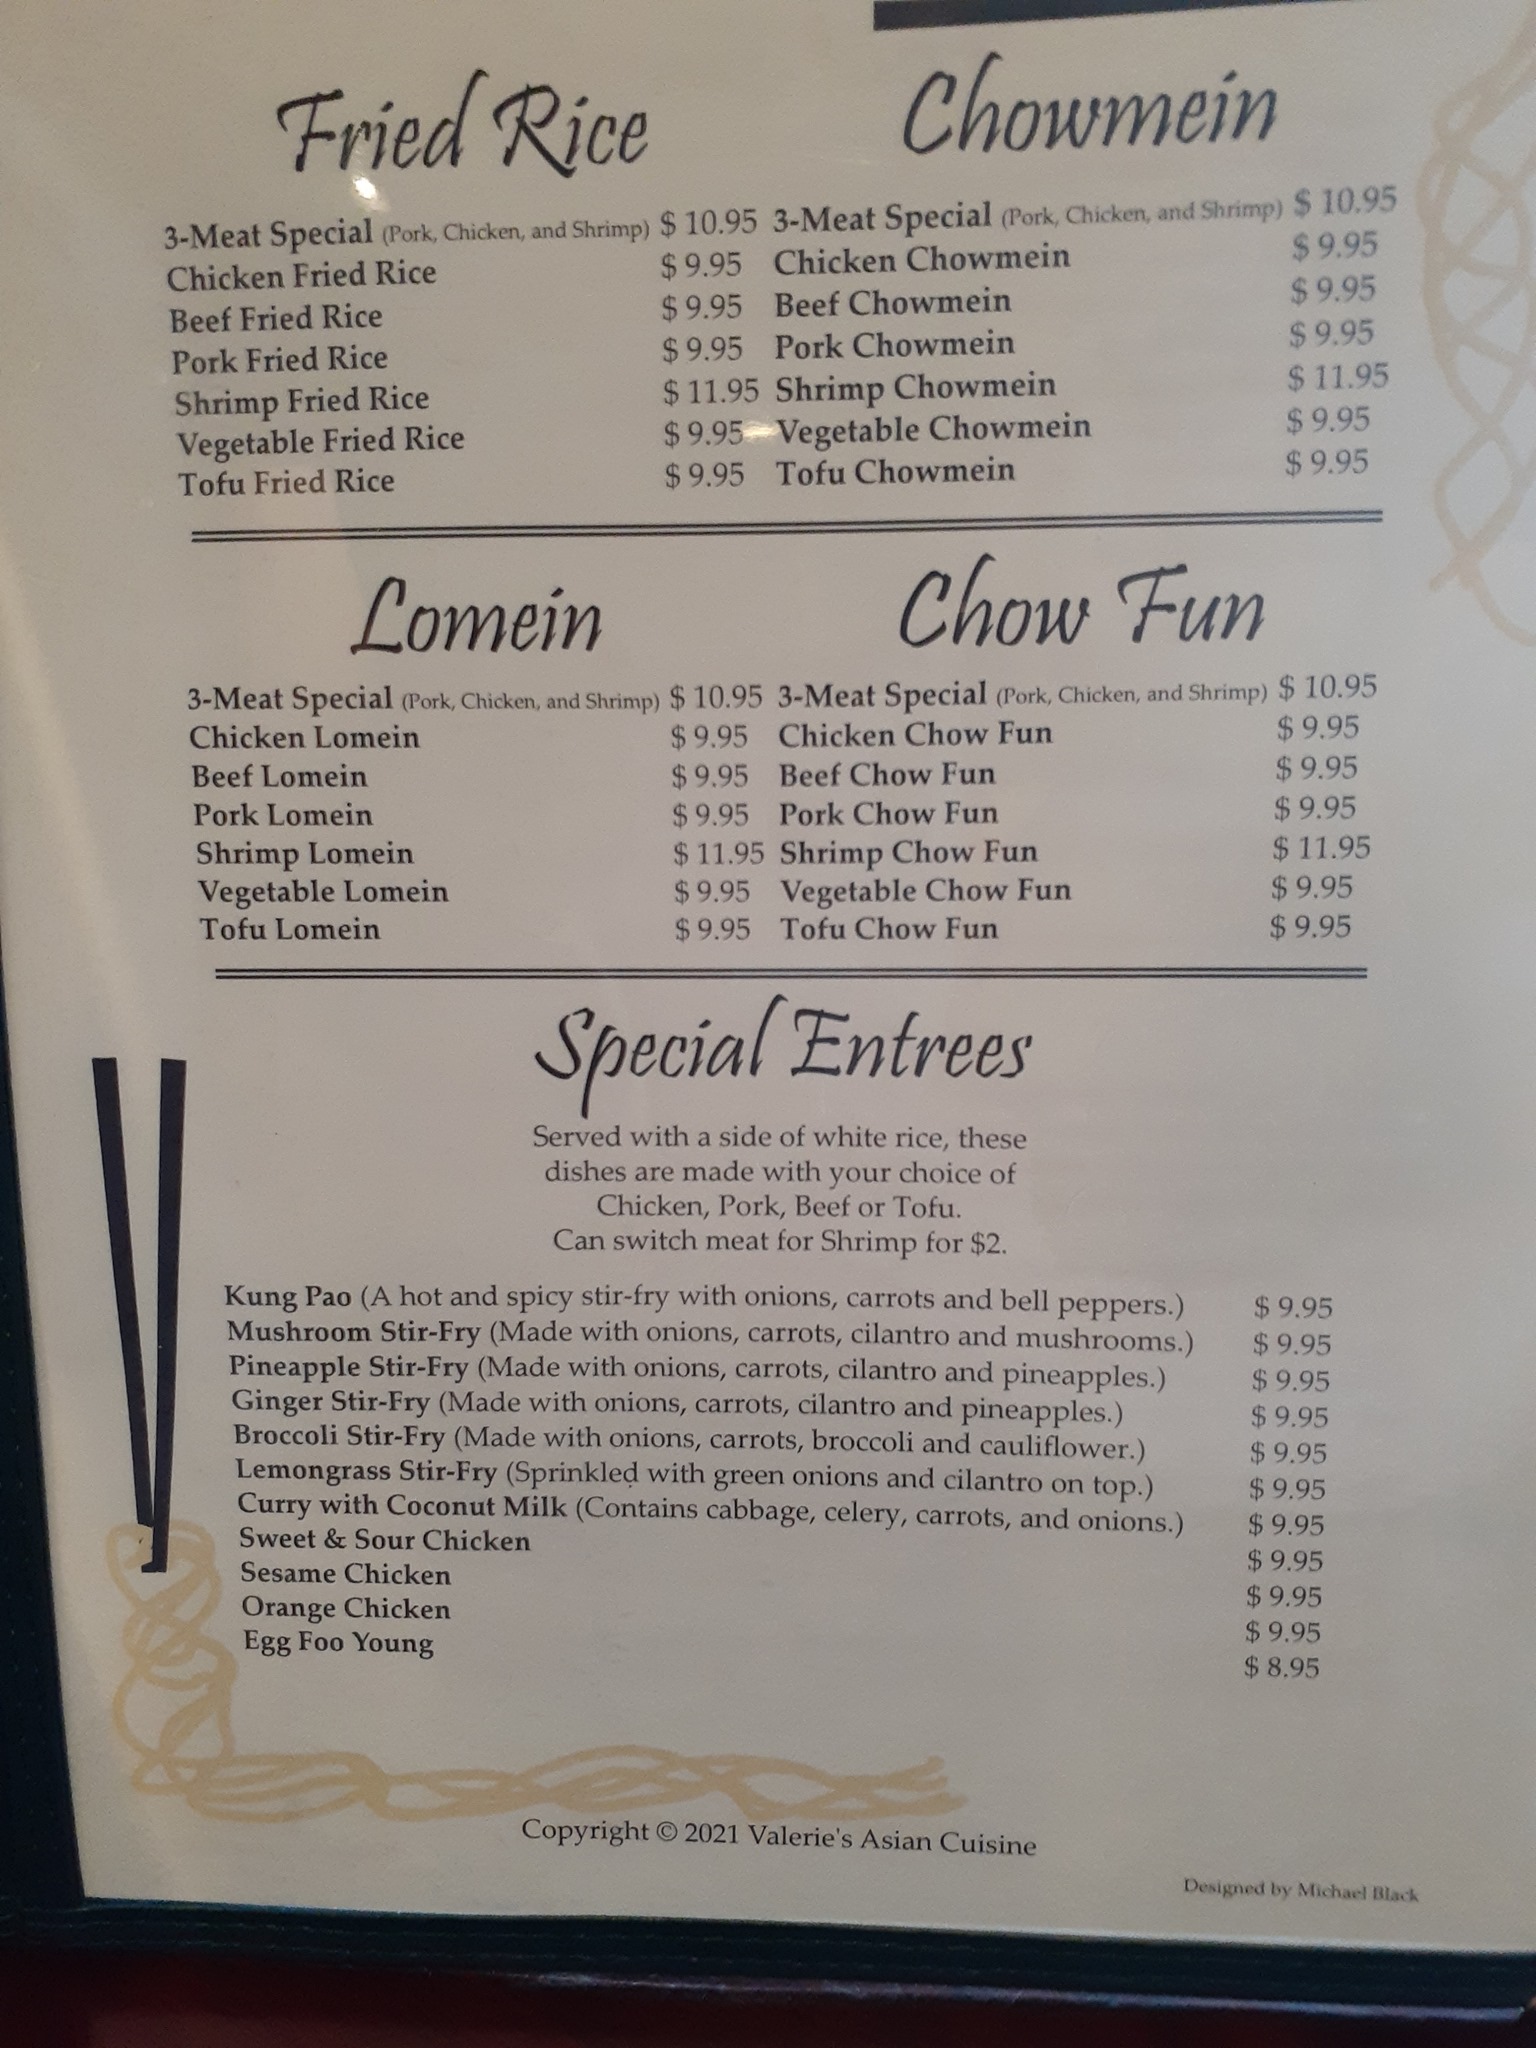 Fried Rice
3-Meat Special (Pork, Chicken, and Shrimp) $ 10.95
Chicken Fried Rice $ 9.95
Beef Fried Rice $ 9.95
Pork Fried Rice $ 9.95
Shrimp Fried Rice $ 11.95
Vegetable Fried Rice $ 9.95
Tofu Fried Rice $ 9.95
Chowmein
3-Meat Special (Pork, Chicken, and Shrimp) $ 10.95
Chicken Chowmein $ 9.95
Beef Chowmein $ 9.95
Pork Chowmein $ 9.95
Shrimp Chowmein $ 11.95
Vegetable Chowmein $ 9.95
Tofu Chowmein $ 9.95
Lomein
3-Meat Special (Pork, Chicken, and Shrimp) $ 10.95
Chicken Lomein $ 9.95
Beef Lomein $ 9.95
Pork Lomein $ 9.95
Shrimp Lomein $ 11.95
Vegetable Lomein $ 9.95
Tofu Lomein $ 9.95
Chow Fun
3-Meat Special (Pork, Chicken, and Shrimp) $ 10.95
Chicken Chow Fun $ 9.95
Beef Chow Fun $ 9.95
Pork Chow Fun $ 9.95
Shrimp Chow Fun $ 11.95
Vegetable Chow Fun $ 9.95
Tofu Chow Fun $ 9.95
Special Entrees
Served with a side of white rice, these
dishes are made with your choice of
Chicken, Pork, Beef or Tofu.
Can switch meat for Shrimp for $2.
Kung Pao (A hot and spicy stir-fry with onions, carrots and bell peppers.) $ 9.95
Mushroom Stir-Fry (Made with onions, carrots, cilantro and mushrooms.) $ 9.95
Pineapple Stir-Fry (Made with onions, carrots, cilantro and pineapples.) $ 9.95
Ginger Stir-Fry (Made with onions, carrots, cilantro and pineapples.) $ 9.95
Broccoli Stir-Fry (Made with onions, carrots, broccoli and cauliflower.) $ 9.95
Lemongrass Stir-Fry (Sprinkled with green onions and cilantro on top.) $ 9.95
Curry with Coconut Milk (Contains cabbage, celery, carrots, and onions.) $ 9.95
Sweet & Sour Chicken $ 9.95
Sesame Chicken $ 9.95
Orange Chicken $ 9.95
Egg Foo Young $ 8.95
Copyright © 2021 Valerie's Asian Cuisine
Designed by Michael Black